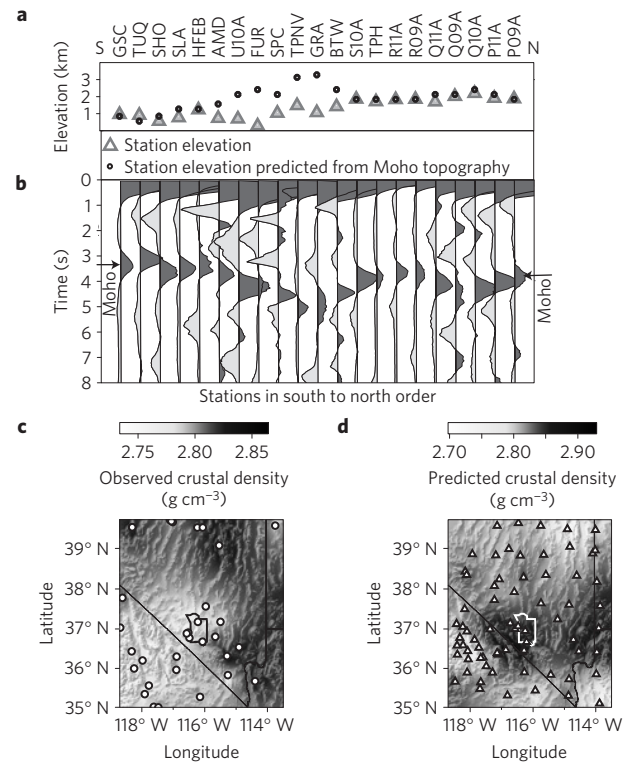 a
S GSC TUQ SHO SLA HFEB AMD U10A FUR SPC TPNV GRA BTW S10A TPH R11A R09A Q11A Q09A Q10A P11A P09A N
Elevation (km)
3
2
1
Station elevation
Station elevation predicted from Moho topography
b
Time (s)
0
1
2
3
4
5
6
7
8
Moho
Moho
Stations in south to north order
c
2.75 2.80 2.85
Observed crustal density
(g cm⁻³)
d
2.70 2.80 2.90
Predicted crustal density
(g cm⁻³)
Latitude
39° N
38° N
37° N
36° N
35° N
118° W 116° W 114° W
Longitude
Latitude
39° N
38° N
37° N
36° N
35° N
118° W 116° W 114° W
Longitude